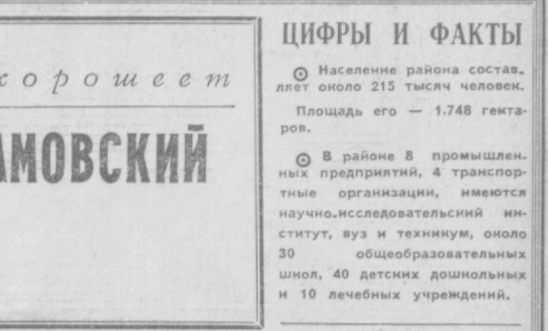 хорошеет
АМОВСКИЙ
ЦИФРЫ И ФАКТЫ
Население района состав-
ляет около 215 тысяч человек.
Площадь его — 1.748 гекта-
ров.
В районе 8 промышлен-
ных предприятий, 4 транспор-
тные организации, имеются
научно-исследовательский ин-
ститут, вуз и техникум, около
30 общеобразовательных
школ, 40 детских дошкольных
и 10 лечебных учреждений.